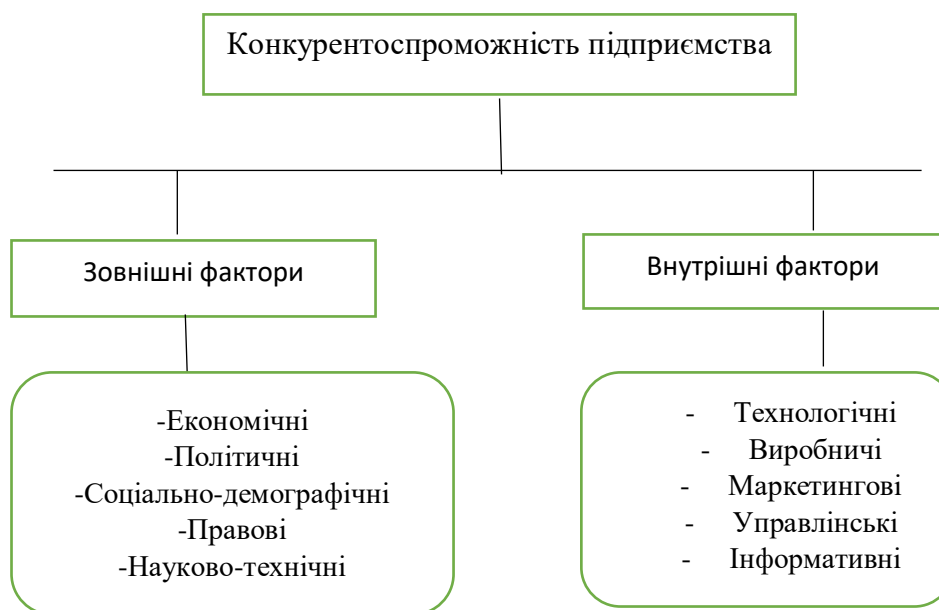 Конкурентоспроможність підприємства
Зовнішні фактори
-Економічні
-Політичні
-Соціально-демографічні
-Правові
-Науково-технічні
Внутрішні фактори
- Технологічні
- Виробничі
- Маркетингові
- Управлінські
- Інформативні